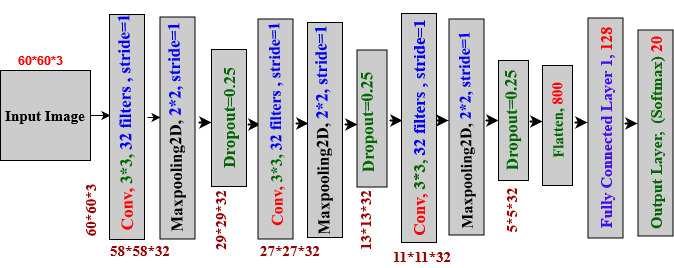 60*60*3
Input Image
60*60*3
Conv, 3*3, 32 filters , stride=1
58*58*32
Maxpooling2D, 2*2, stride=1
Dropout=0.25
29*29*32
Conv, 3*3, 32 filters , stride=1
27*27*32
Maxpooling2D, 2*2, stride=1
Dropout=0.25
13*13*32
Conv, 3*3, 32 filters , stride=1
11*11*32
Maxpooling2D, 2*2, stride=1
Dropout=0.25
5*5*32
Flatten, 800
Fully Connected Layer 1, 128
Output Layer, (Softmax) 20